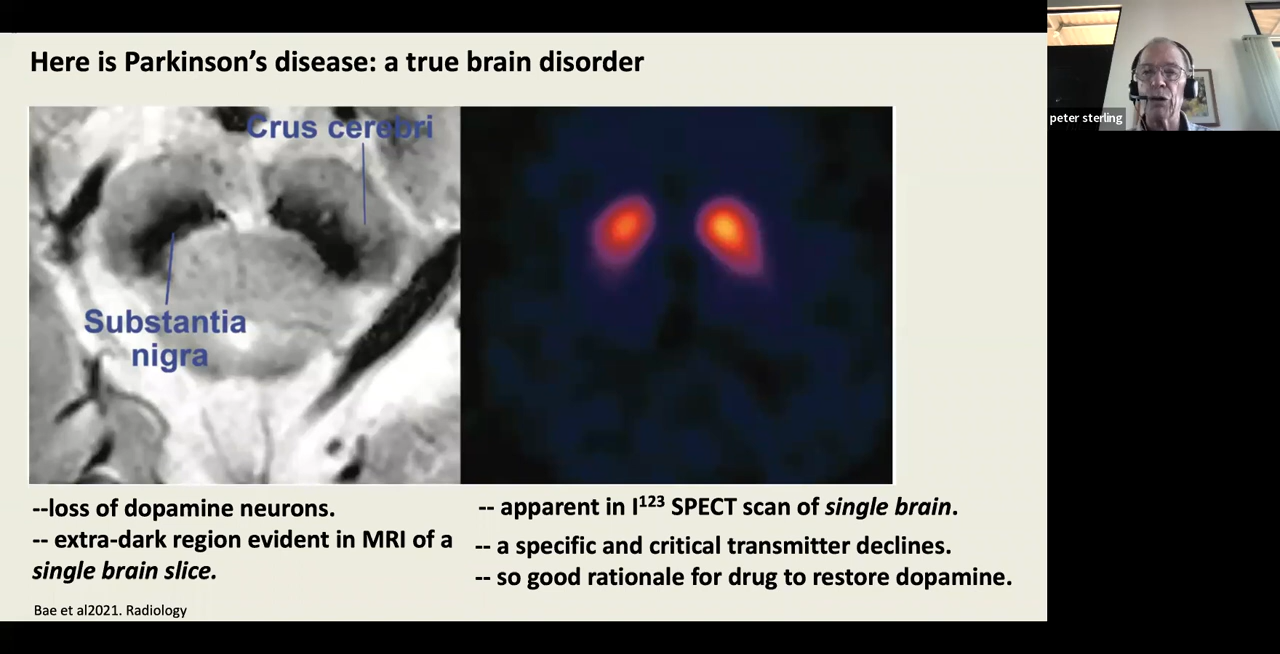 Here is Parkinson's disease: a true brain disorder
peter sterling
Crus cerebri
Substantia
nigra
--loss of dopamine neurons.
-- extra-dark region evident in MRI of a
single brain slice.
-- apparent in I¹²³ SPECT scan of single brain.
-- a specific and critical transmitter declines.
-- so good rationale for drug to restore dopamine.
Bae et al2021. Radiology